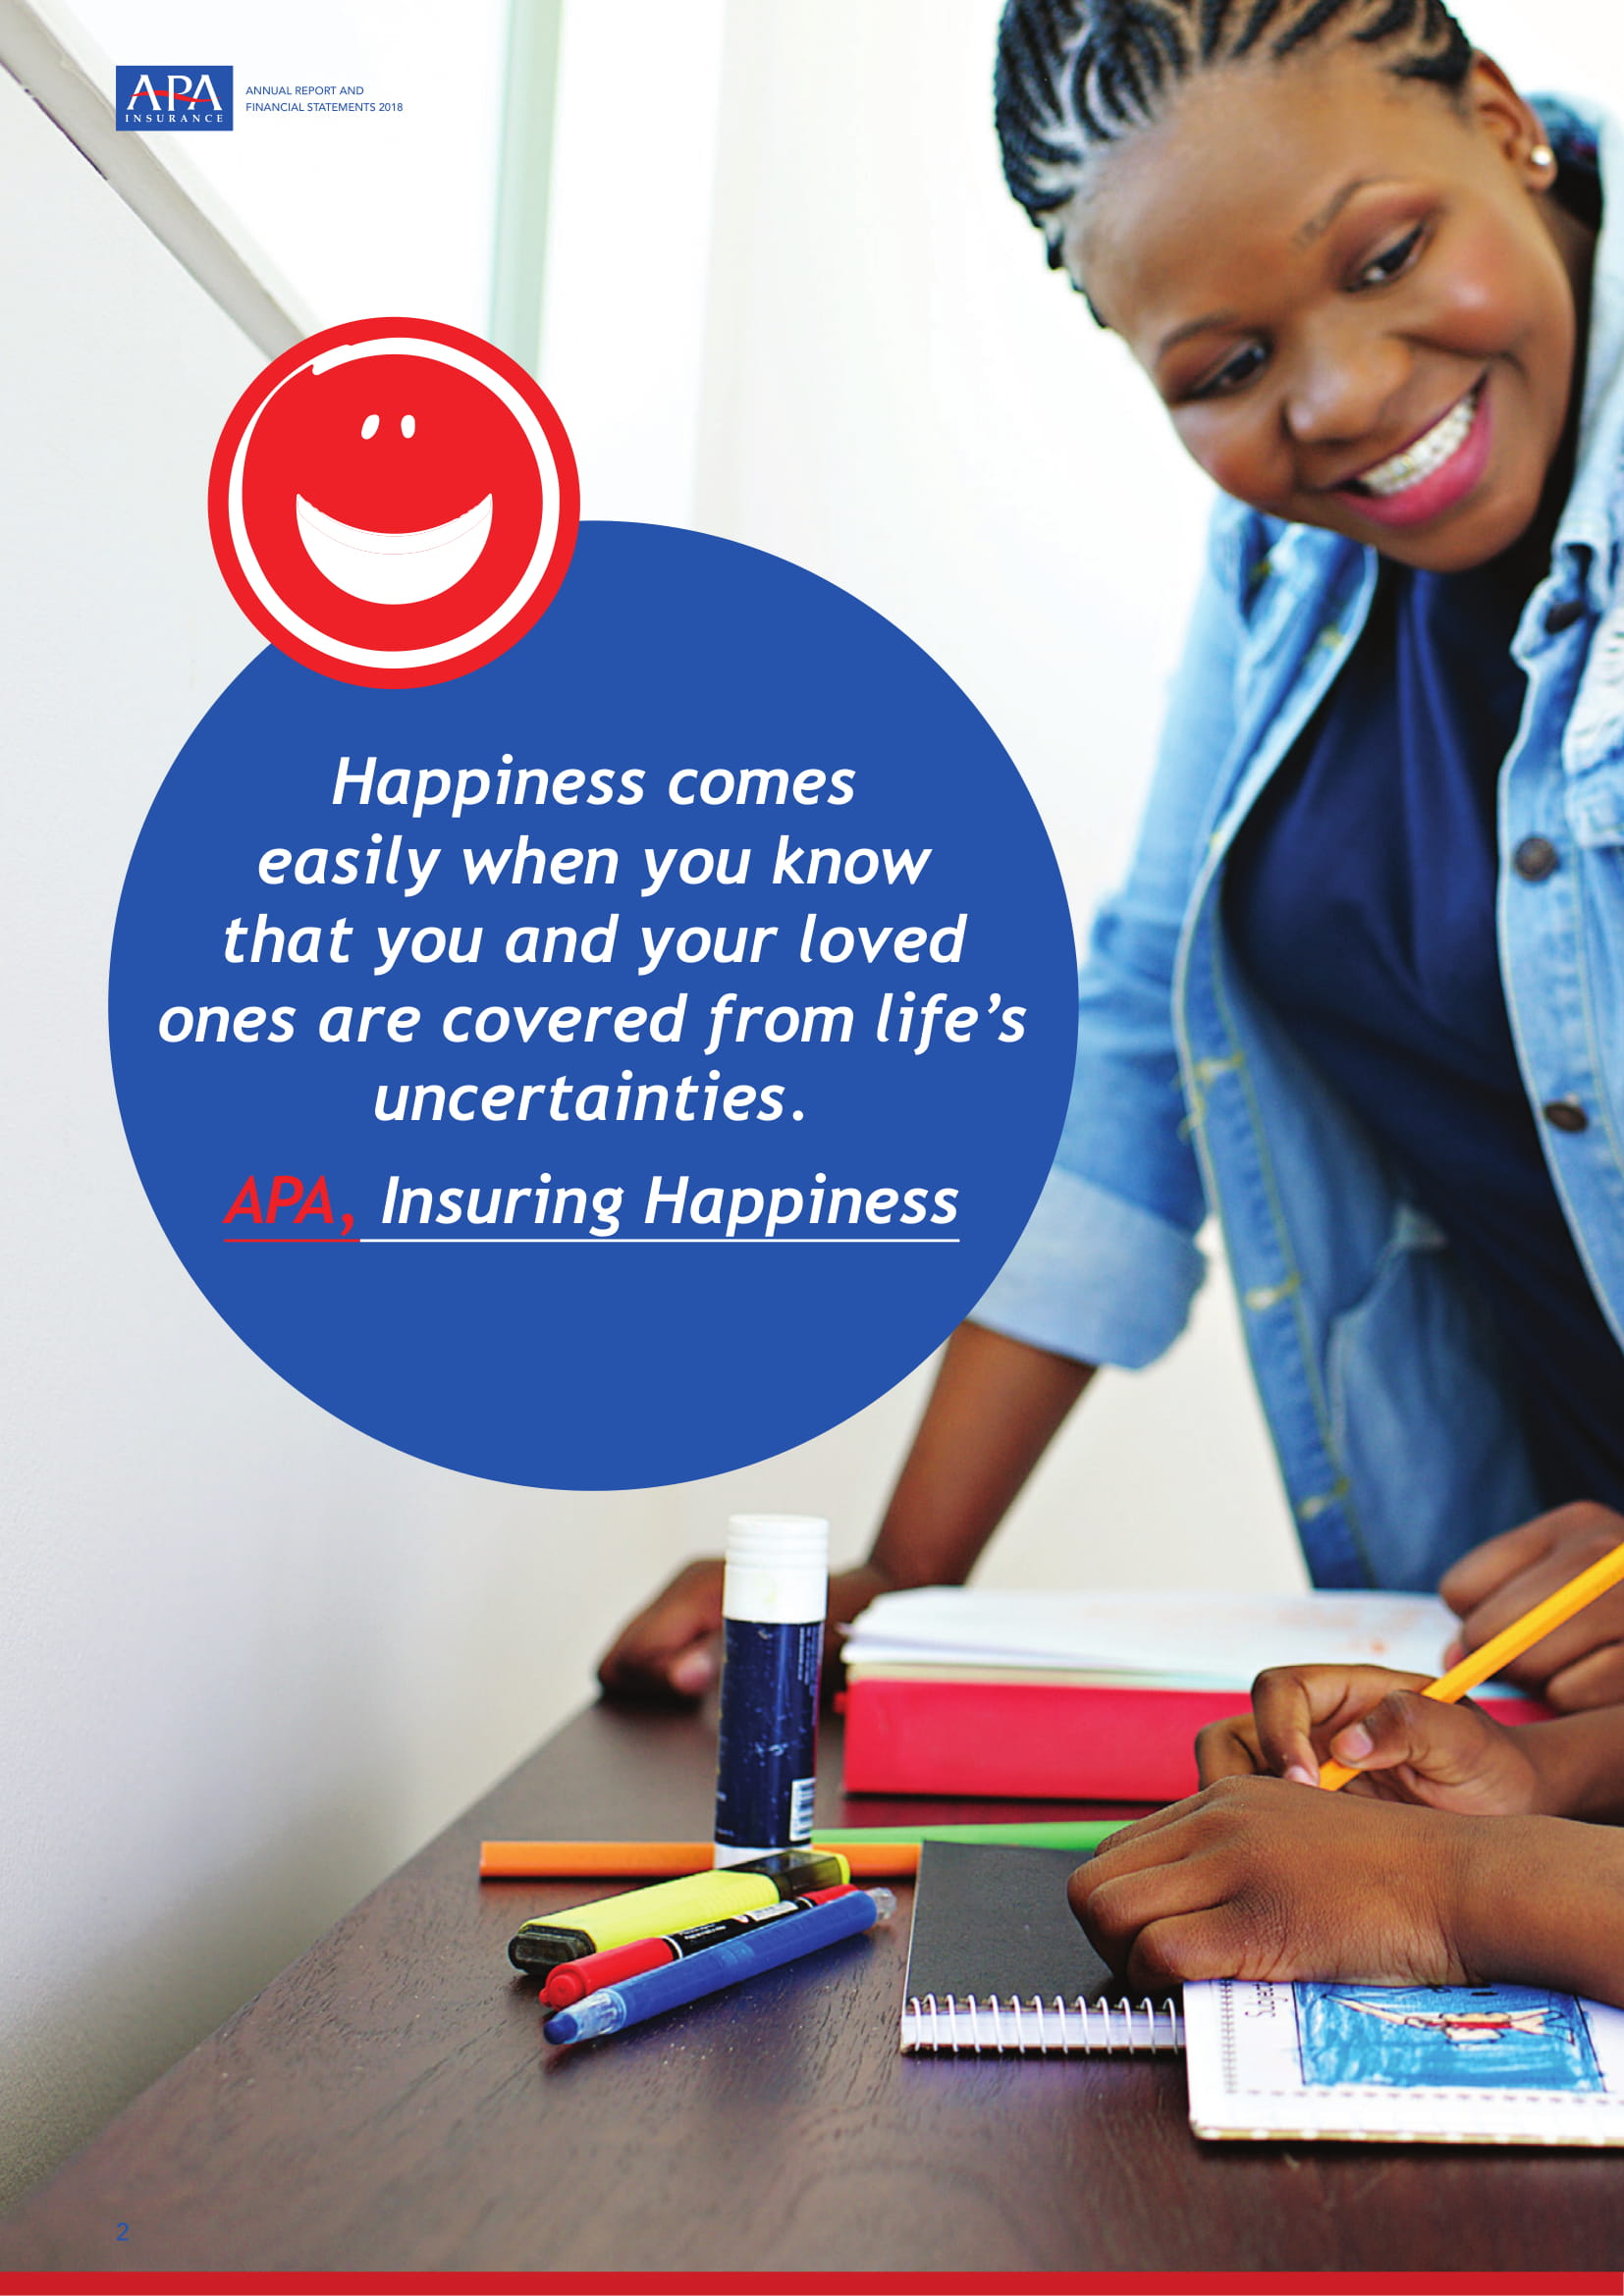 APA
INSURANCE
ANNUAL REPORT AND
FINANCIAL STATEMENTS 2018
Happiness comes
easily when you know
that you and your loved
ones are covered from life’s
uncertainties.
APA, Insuring Happiness
2